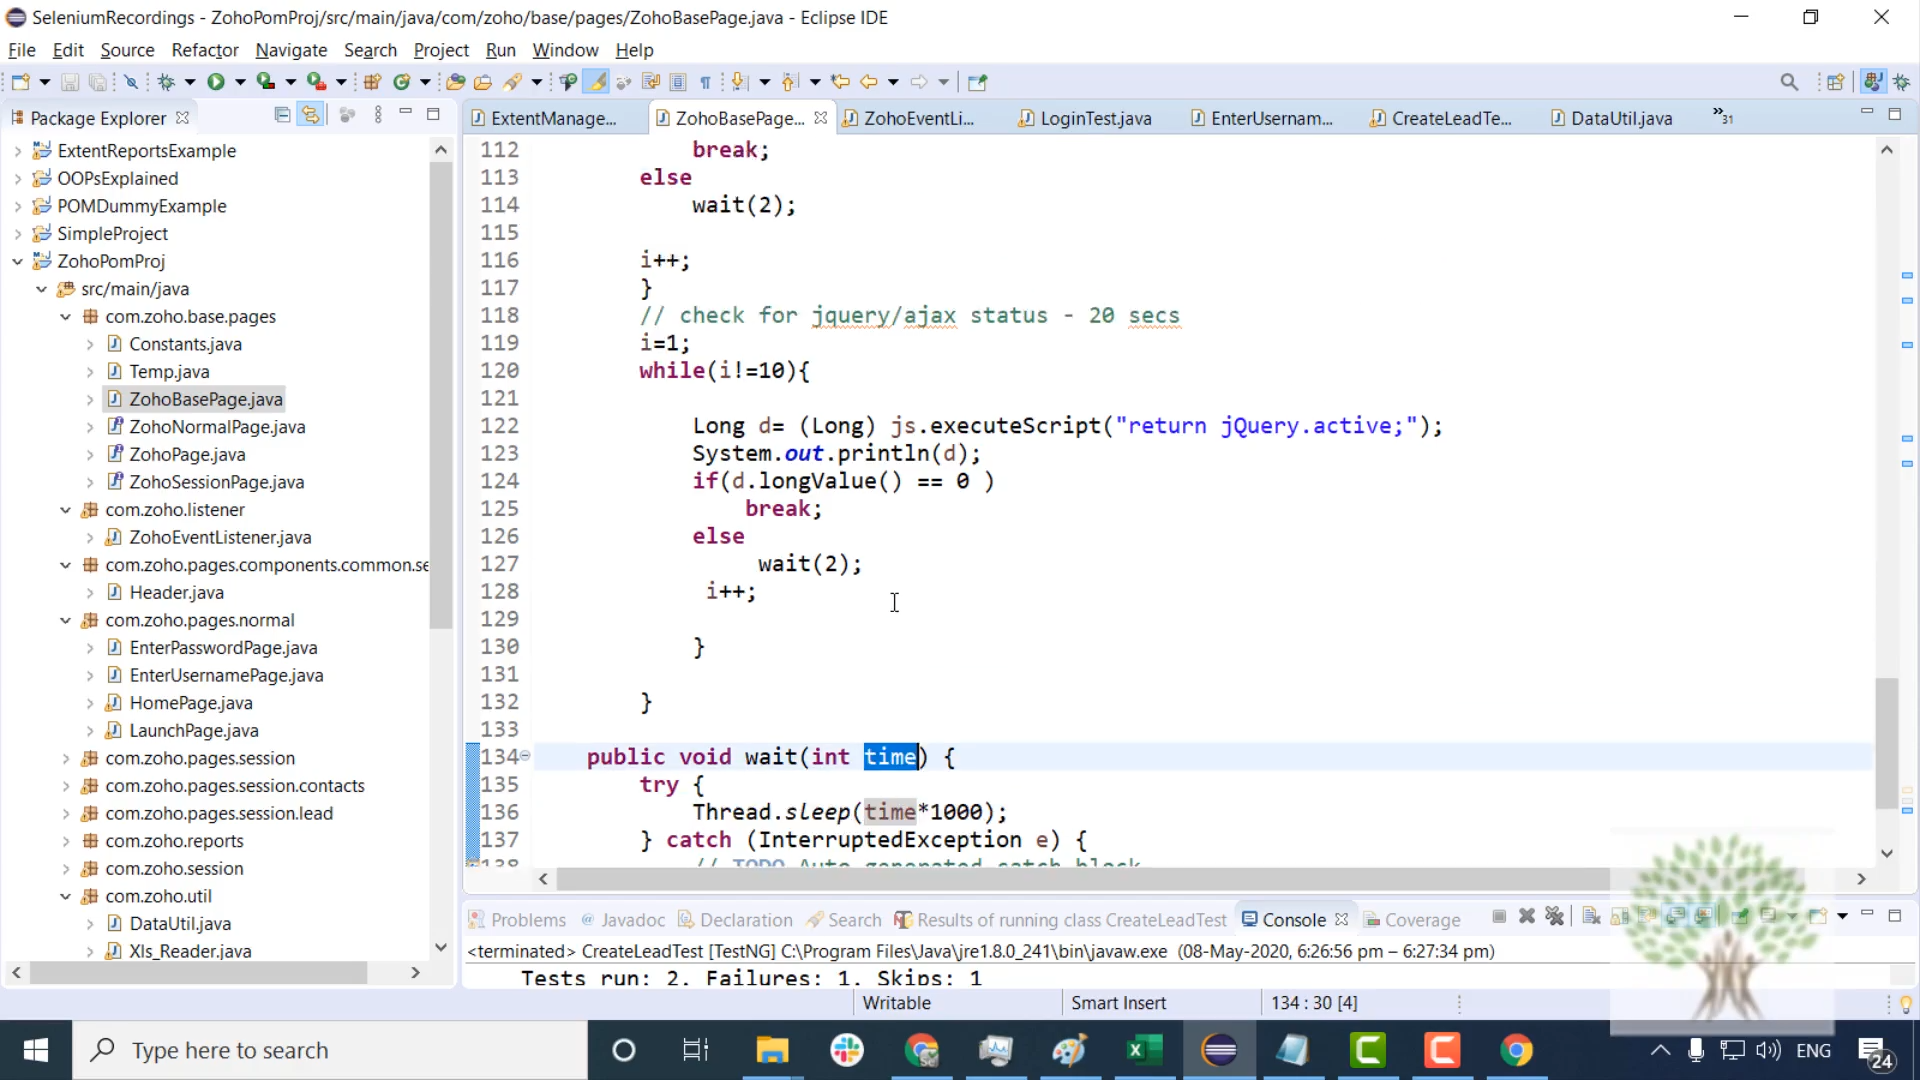 SeleniumRecordings - ZohoPomProj/src/main/java/com/zoho/base/pages/ZohoBasePage.java - Eclipse IDE
File Edit Source Refactor Navigate Search Project Run Window Help
Package Explorer
ExtentManage...
ZohoBasePage...
ZohoEventLi...
LoginTest.java
EnterUsernam...
CreateLeadTe...
DataUtil.java
»31
ExtentReportsExample
OOPsExplained
POMDummyExample
SimpleProject
ZohoPomProj
src/main/java
com.zoho.base.pages
Constants.java
Temp.java
ZohoBasePage.java
ZohoNormalPage.java
ZohoPage.java
ZohoSessionPage.java
com.zoho.listener
ZohoEventListener.java
com.zoho.pages.components.common.se
Header.java
com.zoho.pages.normal
EnterPasswordPage.java
EnterUsernamePage.java
HomePage.java
LaunchPage.java
com.zoho.pages.session
com.zoho.pages.session.contacts
com.zoho.pages.session.lead
com.zoho.reports
com.zoho.session
com.zoho.util
DataUtil.java
Xls_Reader.java
112 break;
113 else
114 wait(2);
115
116 i++;
117 }
118 // check for jquery/ajax status - 20 secs
119 i=1;
120 while(i!=10){
121
122 Long d= (Long) js.executeScript("return jQuery.active;");
123 System.out.println(d);
124 if(d.longValue() == 0 )
125 break;
126 else
127 wait(2);
128 i++;
129
130 }
131
132 }
133
134 public void wait(int time) {
135 try {
136 Thread.sleep(time*1000);
137 } catch (InterruptedException e) {
138 // TODO Auto-generated catch block
Problems Javadoc Declaration Search Results of running class CreateLeadTest Console Coverage
<terminated> CreateLeadTest [TestNG] C:\Program Files\Java\jre1.8.0_241\bin\javaw.exe (08-May-2020, 6:26:56 pm – 6:27:34 pm)
Tests run: 2, Failures: 1, Skips: 1
Writable Smart Insert 134 : 30 [4]
Type here to search
ENG
24